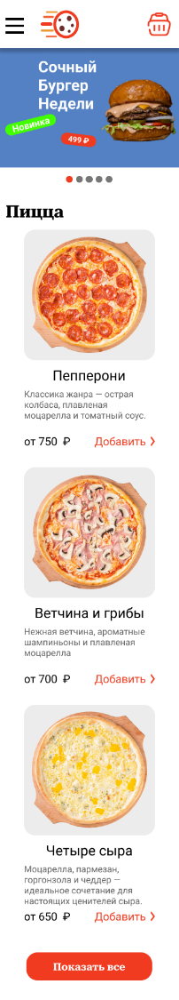 Сочный
Бургер
Недели
Новинка
499 ₽
Пицца
Пепперони
Классика жанра — острая
колбаса, плавленая
моцарелла и томатный соус.
от 750 ₽ Добавить
Ветчина и грибы
Нежная ветчина, ароматные
шампиньоны и плавленая
моцарелла
от 700 ₽ Добавить
Четыре сыра
Моцарелла, пармезан,
горгонзола и чеддер —
идеальное сочетание для
настоящих ценителей сыра.
от 650 ₽ Добавить
Показать все